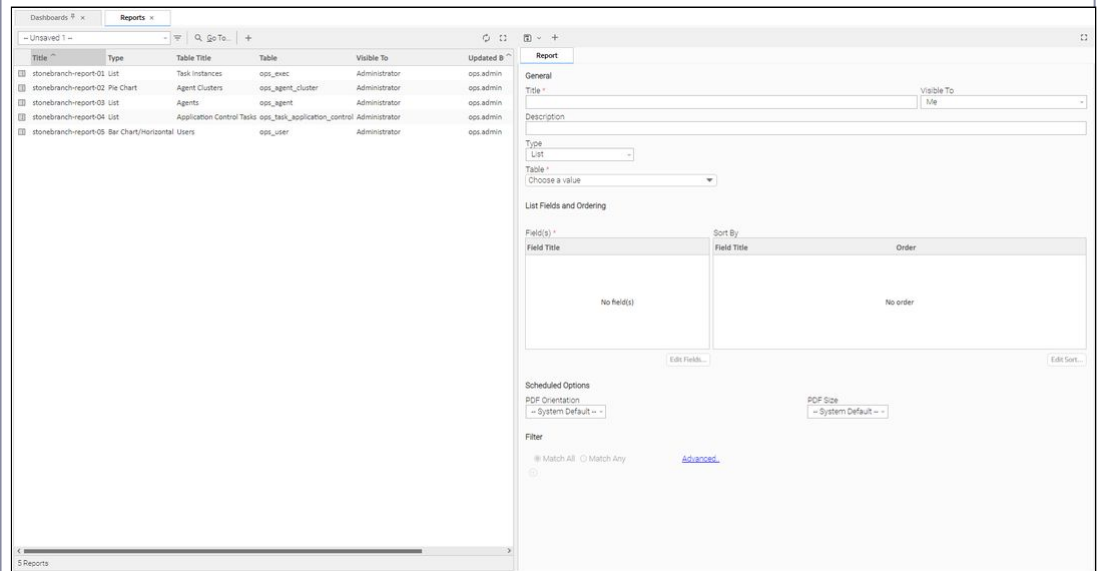 Dashboards × Reports ×
-- Unsaved 1 -- Go To...
Title Type Table Title Table Visible To Updated B
stonebranch-report-01 List Task Instances ops_exec Administrator ops.admin
stonebranch-report-02 Pie Chart Agent Clusters ops_agent_cluster Administrator ops.admin
stonebranch-report-03 List Agents ops_agent Administrator ops.admin
stonebranch-report-04 List Application Control Tasks ops_task_application_control Administrator ops.admin
stonebranch-report-05 Bar Chart/Horizontal Users ops_user Administrator ops.admin
5 Reports
Report
General
Title * Visible To
Me
Description
Type
List
Table *
Choose a value
List Fields and Ordering
Field(s) * Sort By
Field Title Field Title Order
No field(s) No order
Edit Fields... Edit Sort...
Scheduled Options
PDF Orientation PDF Size
-- System Default -- -- System Default --
Filter
Match All Match Any Advanced..